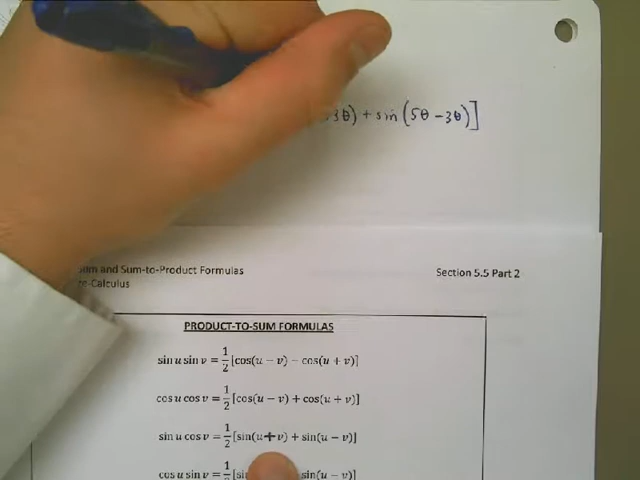 3θ) + sin(5θ - 3θ)]
and Sum-to-Product Formulas
Section 5.5 Part 2
-Calculus
PRODUCT-TO-SUM FORMULAS
sin u sin v = 1/2 [cos(u − v) − cos(u + v)]
cos u cos v = 1/2 [cos(u − v) + cos(u + v)]
sin u cos v = 1/2 [sin(u + v) + sin(u − v)]
cos u sin v = 1/2 [si sin(u − v)]